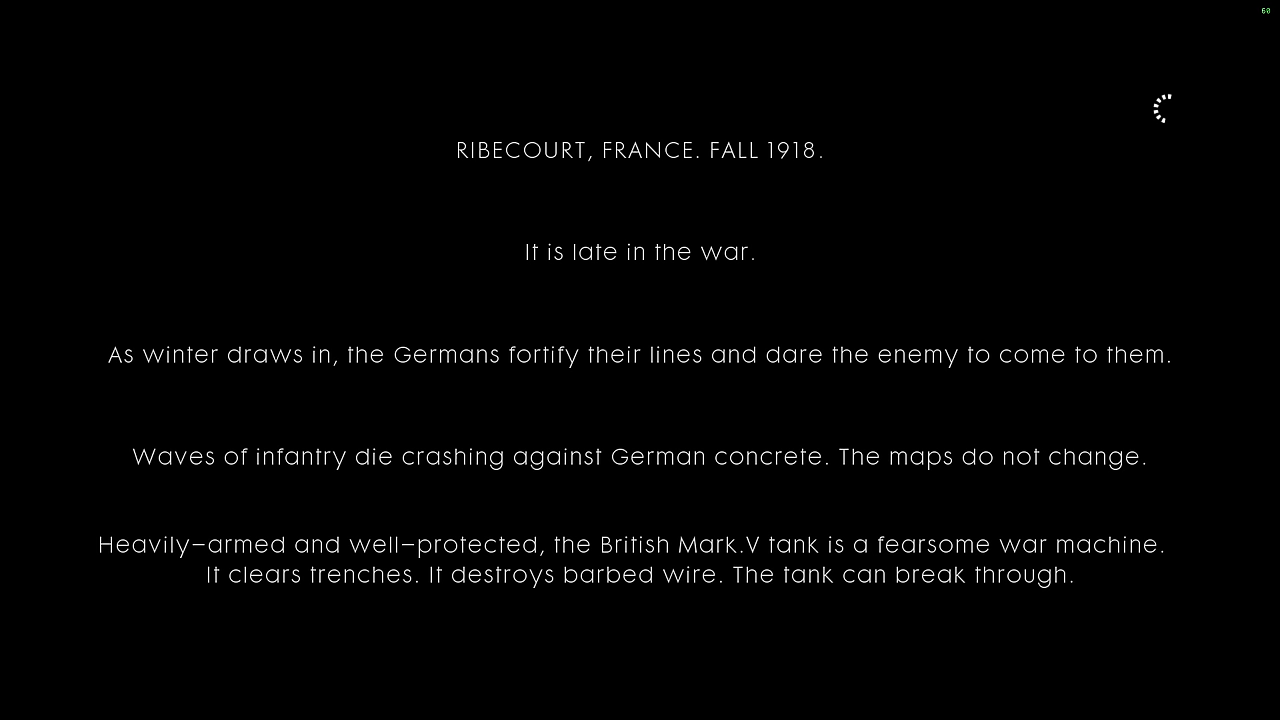 60
RIBECOURT, FRANCE. FALL 1918.
It is late in the war.
As winter draws in, the Germans fortify their lines and dare the enemy to come to them.
Waves of infantry die crashing against German concrete. The maps do not change.
Heavily–armed and well–protected, the British Mark.V tank is a fearsome war machine.
It clears trenches. It destroys barbed wire. The tank can break through.